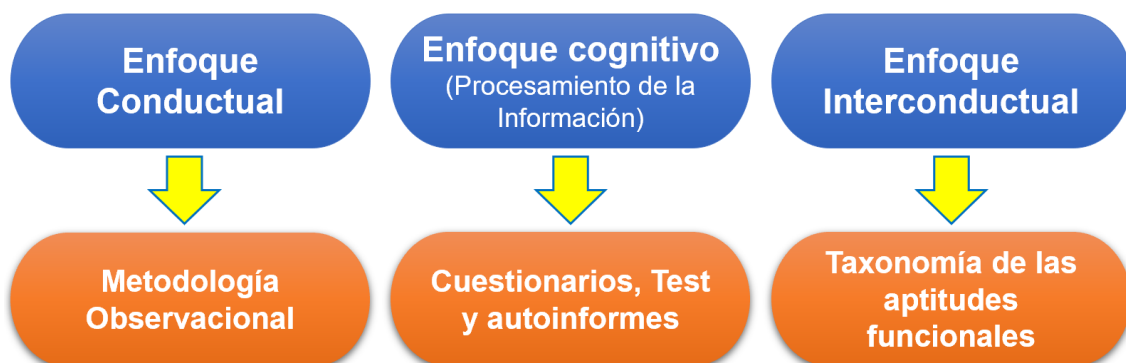 Enfoque
Conductual
Enfoque cognitivo
(Procesamiento de la
Información)
Enfoque
Interconductual
Metodología
Observacional
Cuestionarios, Test
y autoinformes
Taxonomía de las
aptitudes
funcionales